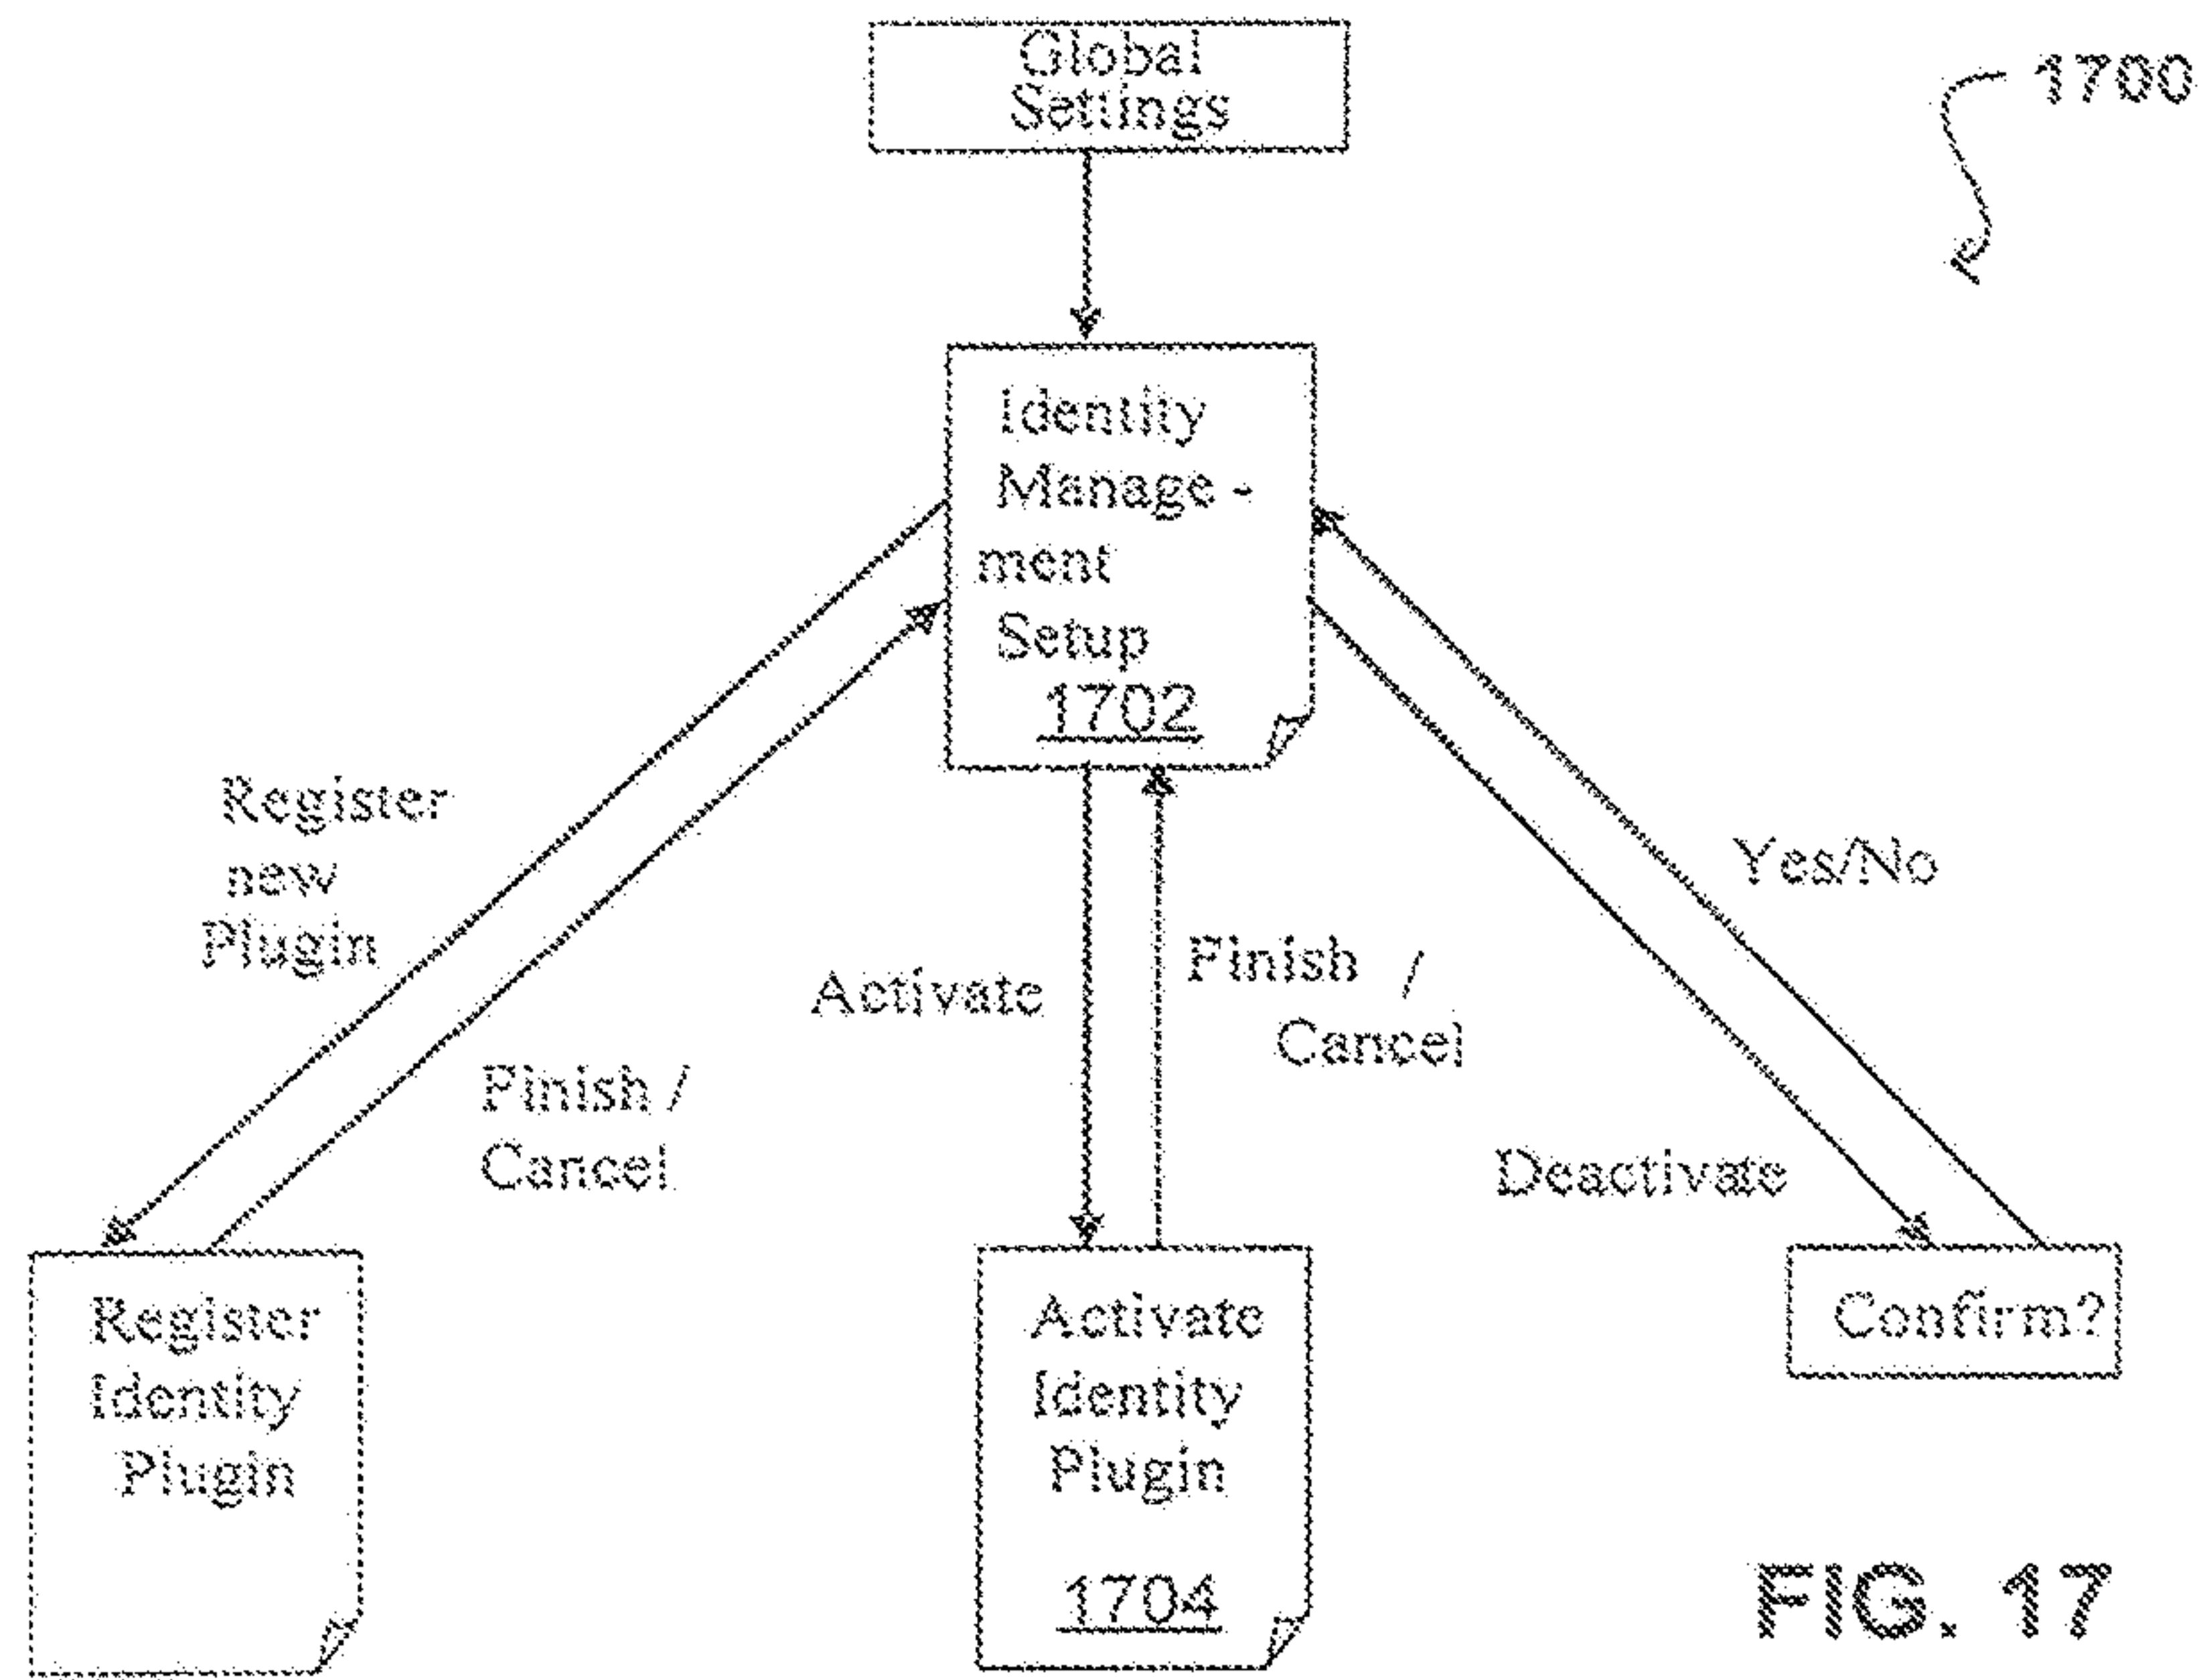 Global
Settings
1700
Identity
Manage -
ment
Setup
1702
Register
new
Plugin
Finish /
Cancel
Activate
Finish /
Cancel
Yes/No
Deactivate
Register
Identity
Plugin
Activate
Identity
Plugin
1704
Confirm?
FIG. 17